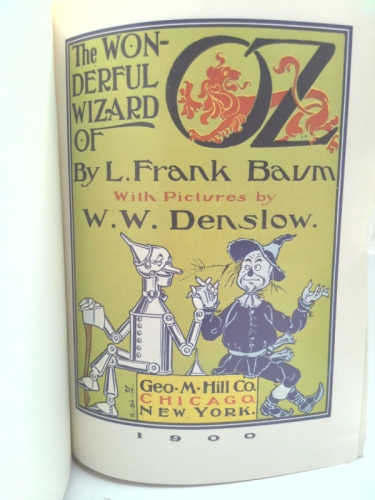 The WON-
DERFUL
WIZARD
OF
OZ
By L. Frank Baum
With Pictures by
W.W. Denslow.
Geo. M. Hill Co.
CHICAGO,
NEW YORK.
1900